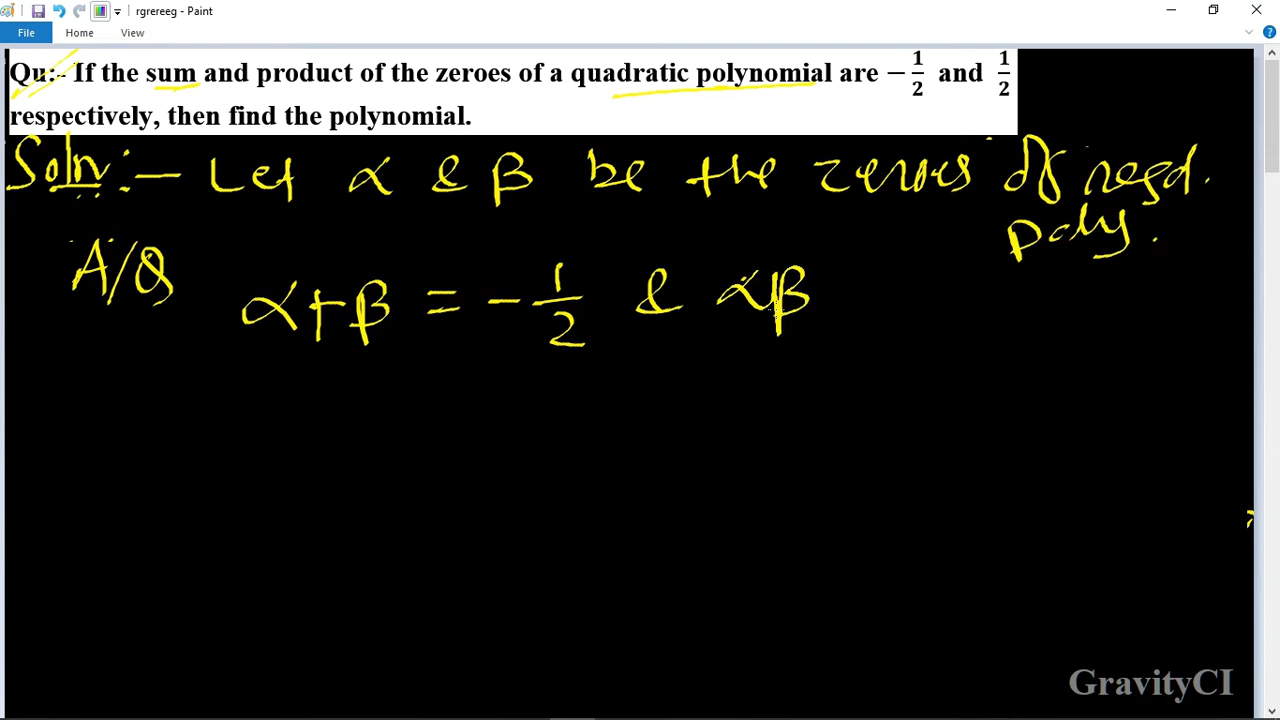 rgrereeg - Paint
File Home View
Qu:- If the sum and product of the zeroes of a quadratic polynomial are −1/2 and 1/2
respectively, then find the polynomial.
Soln:- Let α & β be the zeroes of reqd.
poly.
A/Q α+β = -1/2 & αβ
GravityCI